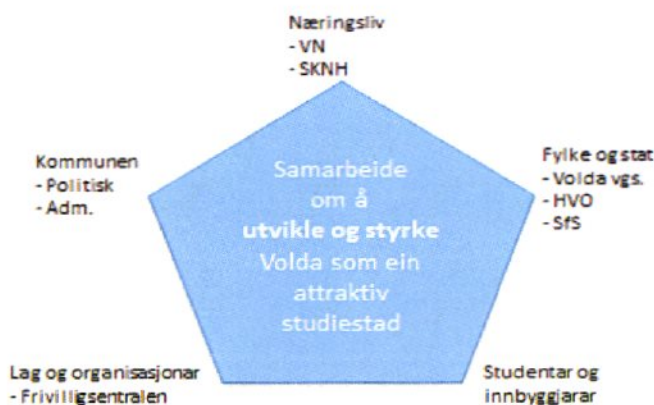 Næringsliv
- VN
- SKNH
Kommunen
- Politisk
- Adm.
Samarbeide
om å
utvikle og styrke
Volda som ein
attraktiv
studiestad
Fylke og stat
- Volda vgs.
- HVO
- SfS
Lag og organisasjonar
- Frivilligsentralen
Studentar og
innbyggjarar